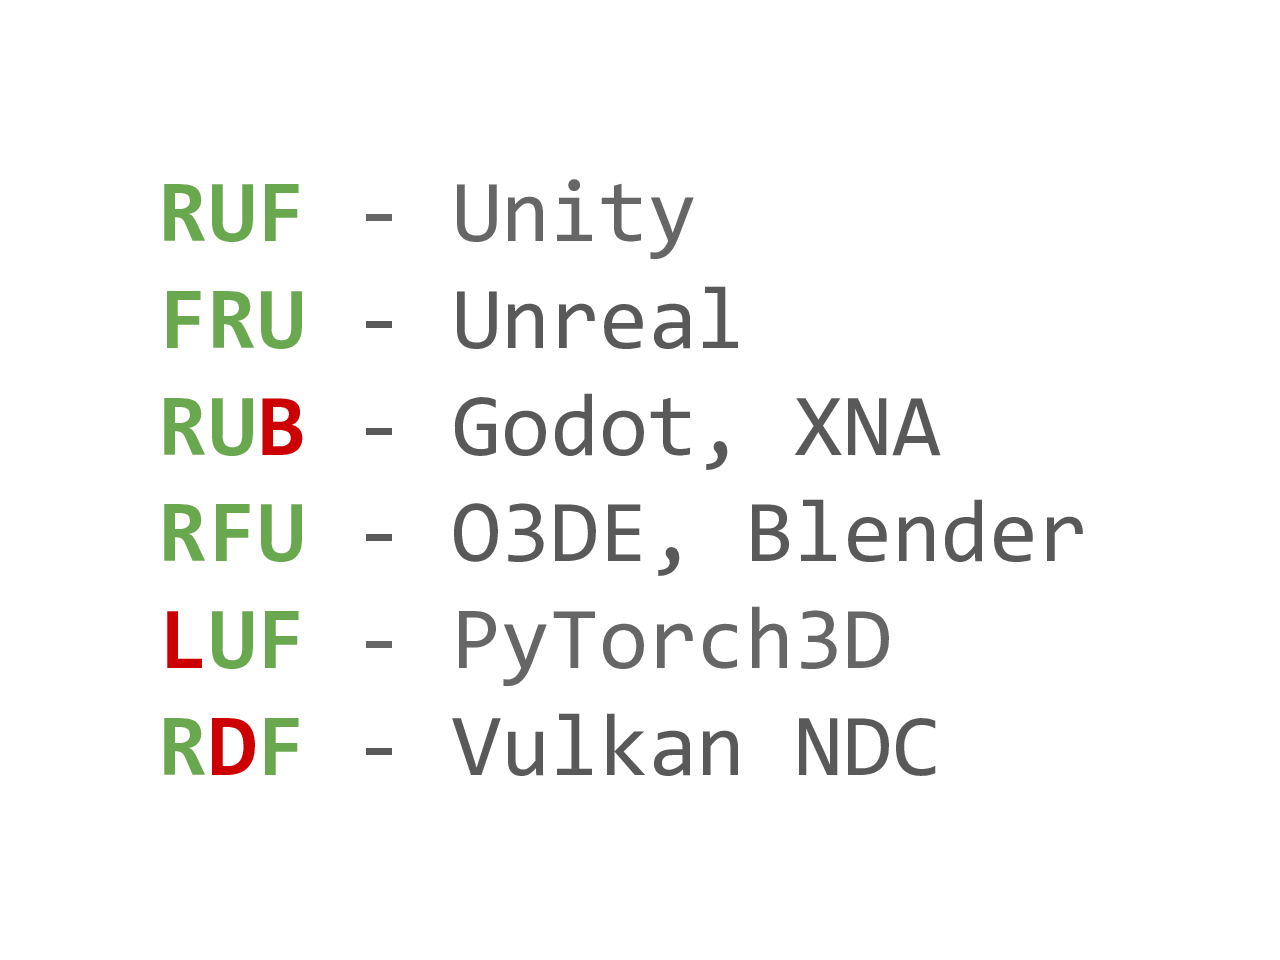 RUF - Unity
FRU - Unreal
RUB - Godot, XNA
RFU - O3DE, Blender
LUF - PyTorch3D
RDF - Vulkan NDC